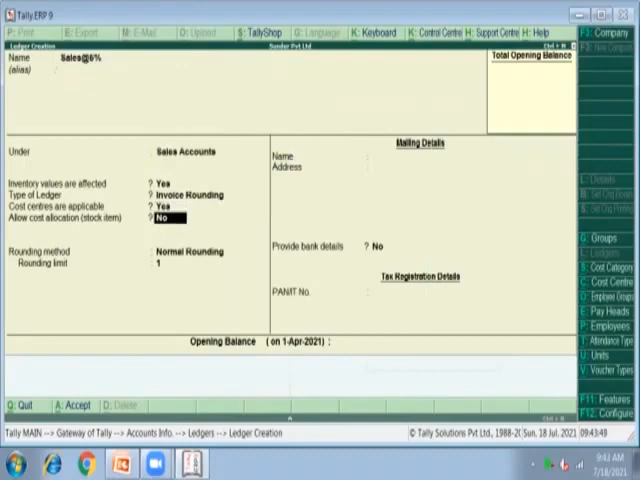 Tally.ERP 9
P: Print E: Export M: E-Mail O: Upload S: TallyShop G: Language K: Keyboard K: Control Centre H: Support Centre H: Help F3: Company
Ledger Creation Sunder Pvt Ltd Ctrl + M
Name Sales@6% Total Opening Balance
(alias) :
Mailing Details
Under : Sales Accounts
Name :
Address :
Inventory values are affected ? Yes
Type of Ledger ? Invoice Rounding
Cost centres are applicable ? Yes
Allow cost allocation (stock item) ? No
Provide bank details ? No
Rounding method : Normal Rounding
Rounding limit : 1
Tax Registration Details
PAN/IT No. :
Opening Balance ( on 1-Apr-2021) :
L: Details
G: Groups
L: Ledgers
S: Cost Categon
C: Cost Centre
O: Employee Groups
E: Pay Heads
P: Employees
T: Attendance Type
U: Units
V: Voucher Types
F11: Features
F12: Configure
Q: Quit A: Accept D: Delete
Ctrl + N
Tally MAIN --> Gateway of Tally --> Accounts Info. --> Ledgers --> Ledger Creation © Tally Solutions Pvt Ltd., 1988-2 Sun, 18 Jul, 2021 09:43:49
9:43 AM
7/18/2021